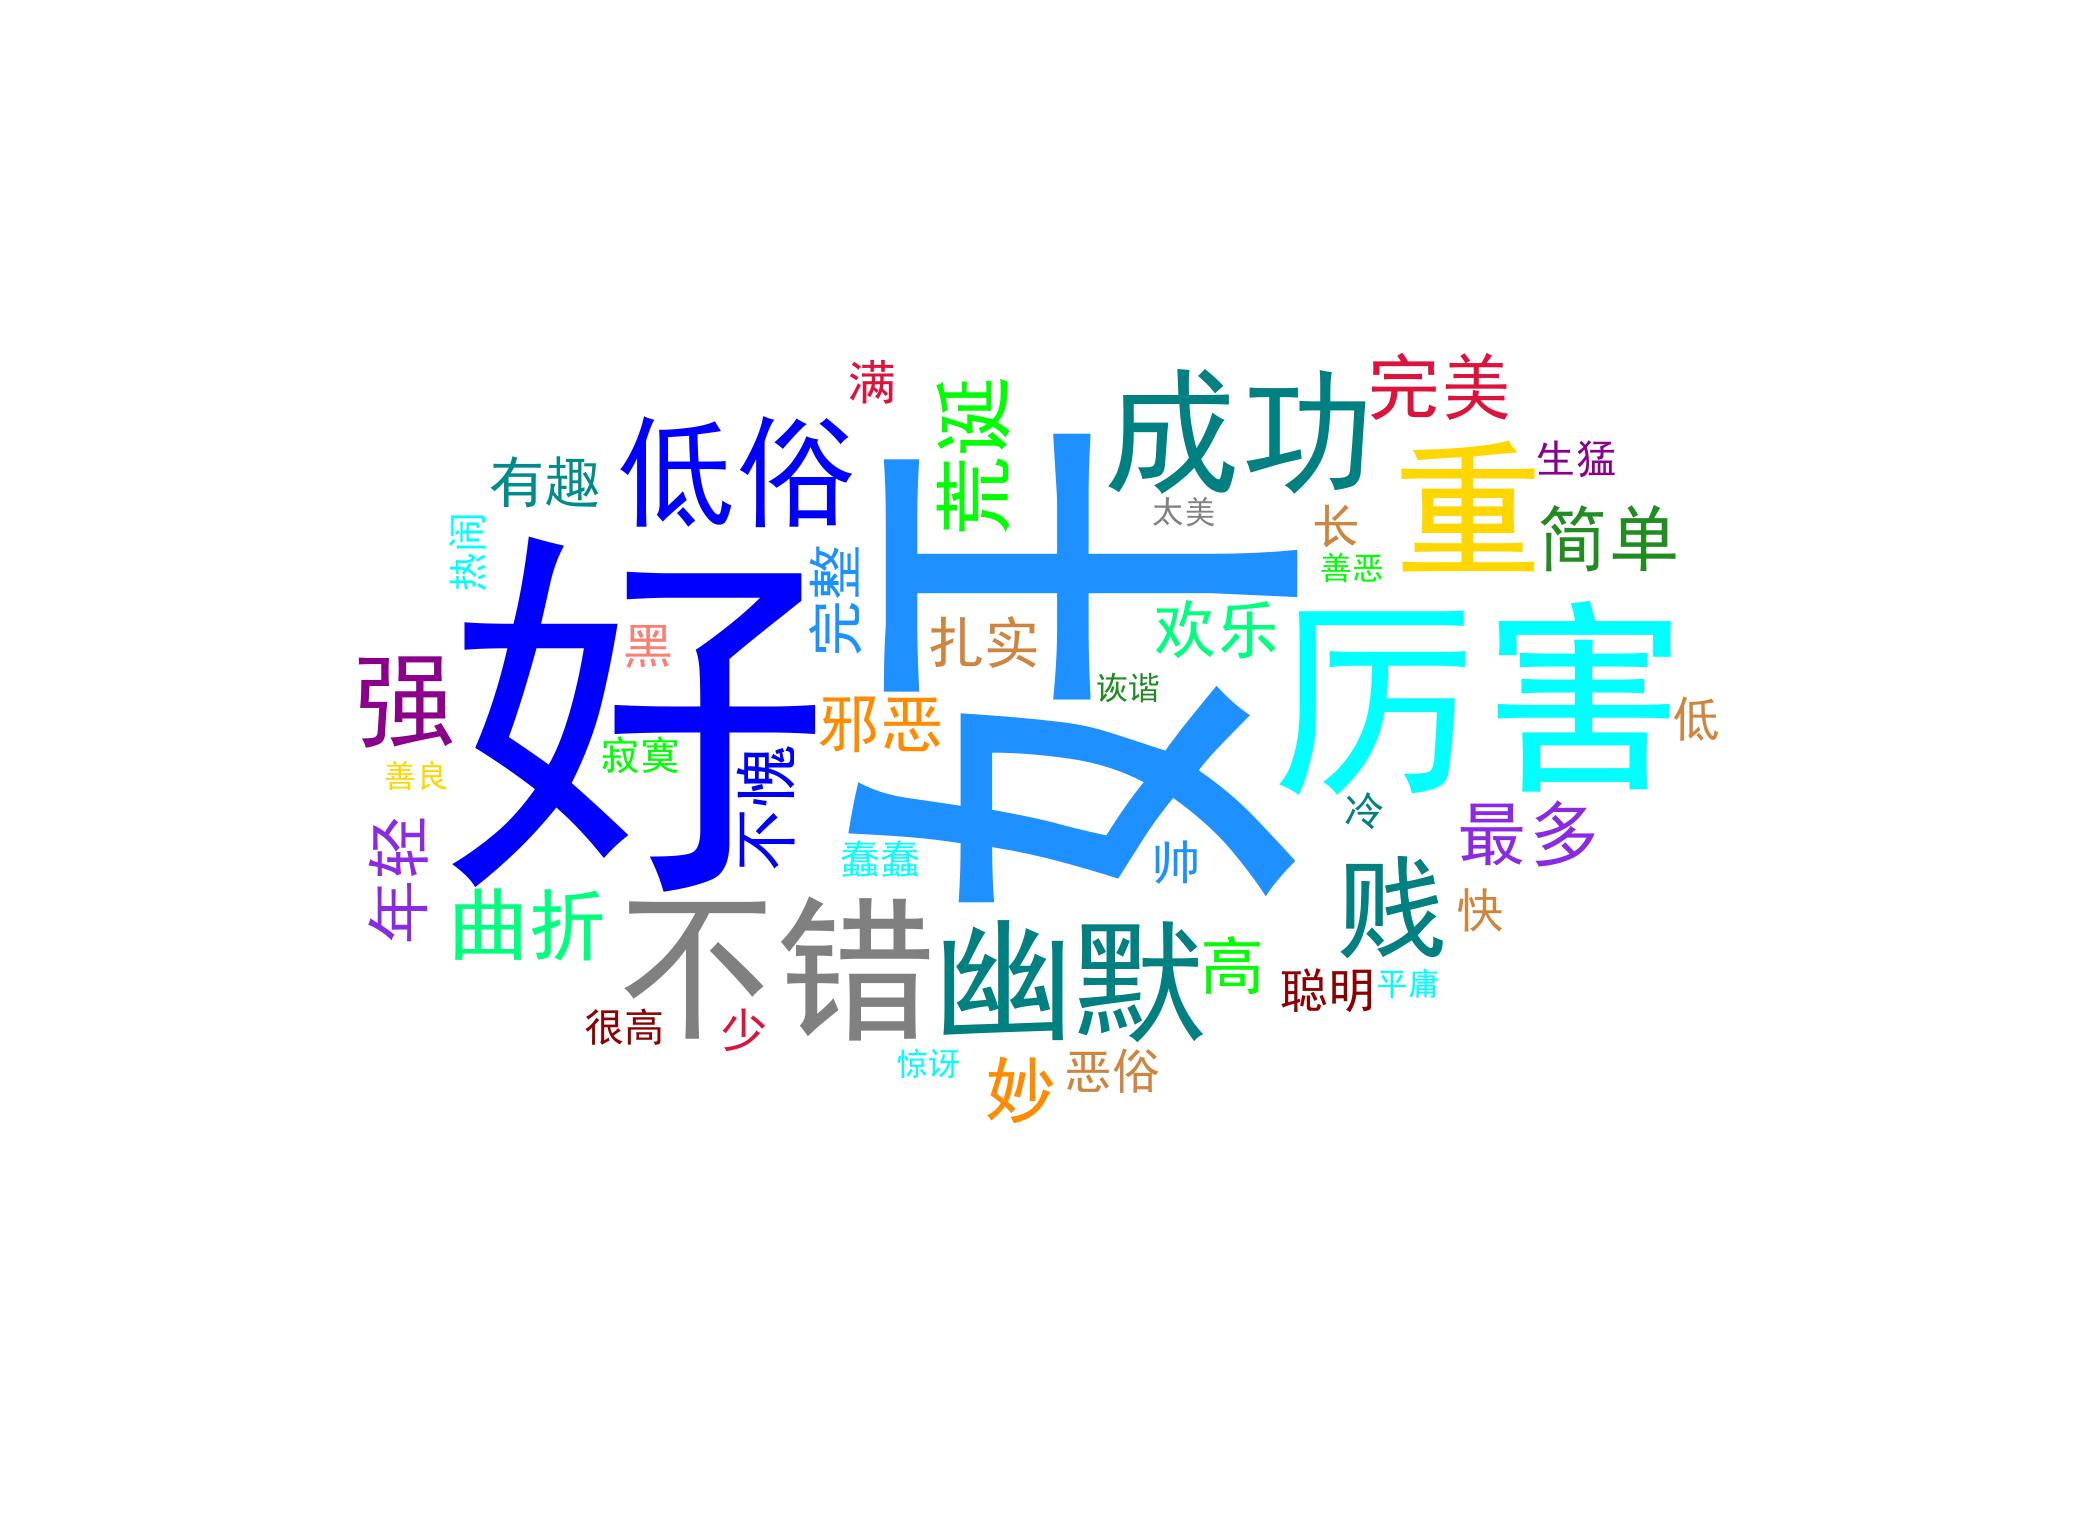 满
完美
成功
荒诞
低俗
有趣
生猛
重
太美
长
简单
热闹
善恶
奸
好
完整
欢乐
厉害
扎实
黑
强
诙谐
低
邪恶
寂寞
善良
不愧
冷
最多
年轻
蠢蠢
帅
贱
快
曲折
不错
幽默
高
聪明
平庸
很高
少
惊讶
妙
恶俗